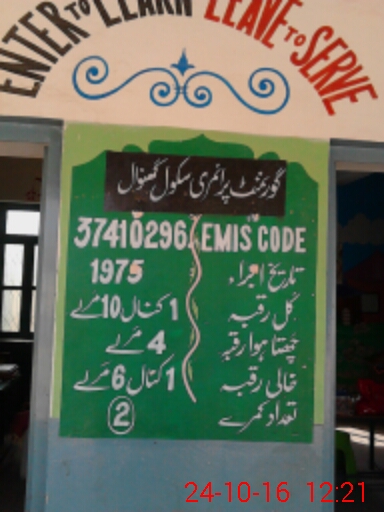 ENTER TO LEARN LEAVE TO SERVE
گورنمنٹ پرائمری سکول گھنوال
37410296 EMIS CODE
تاریخ اجراء 1975
کل رقبہ 1 کنال 10 مرلے
چھتا ہوا رقبہ 4 مرلے
خالی رقبہ 1 کنال 6 مرلے
تعداد کمرے 2
24-10-16 12:21